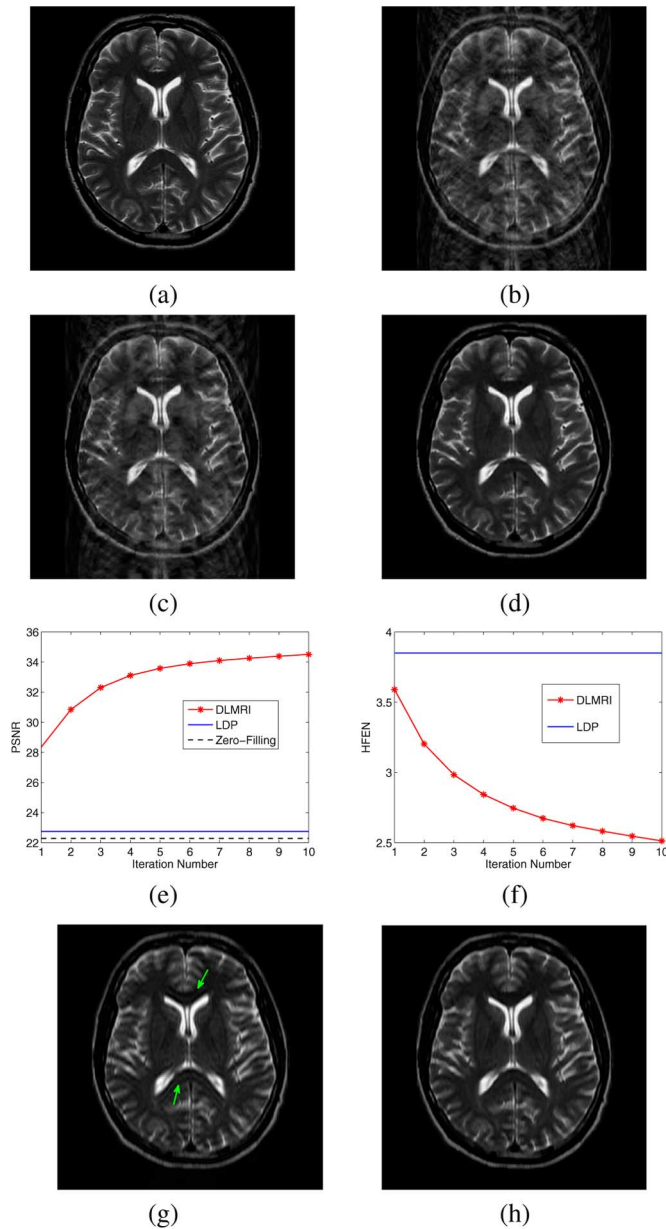 (a)
(b)
(c)
(d)
36
34
32
30
28
26
24
22
PSNR
DLMRI
LDP
Zero-Filling
1 2 3 4 5 6 7 8 9 10
Iteration Number
(e)
4
3.5
3
2.5
HFEN
DLMRI
LDP
1 2 3 4 5 6 7 8 9 10
Iteration Number
(f)
(g)
(h)